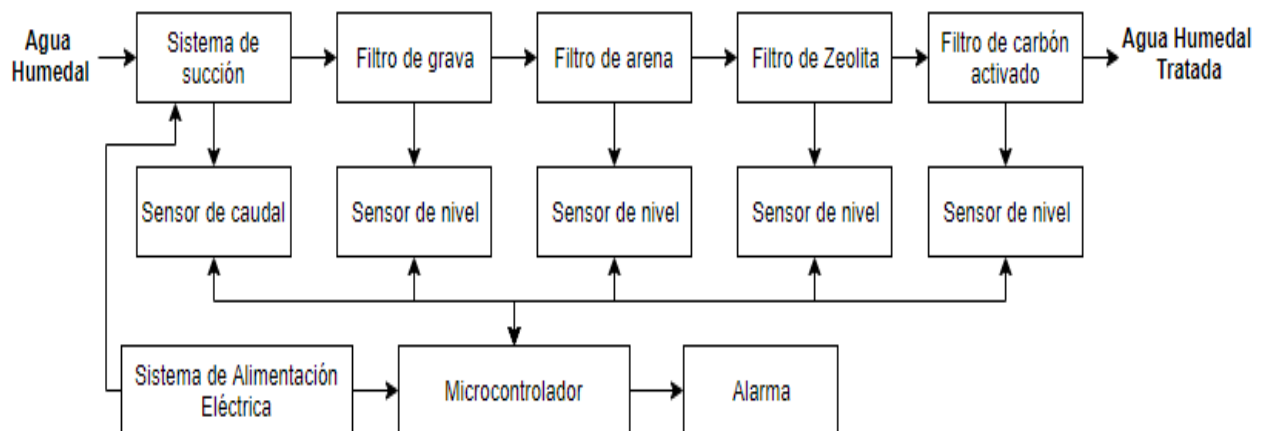 Agua
Humedal
Sistema de
succión
Filtro de grava
Filtro de arena
Filtro de Zeolita
Filtro de carbón
activado
Agua Humedal
Tratada
Sensor de caudal
Sensor de nivel
Sensor de nivel
Sensor de nivel
Sensor de nivel
Sistema de Alimentación
Eléctrica
Microcontrolador
Alarma